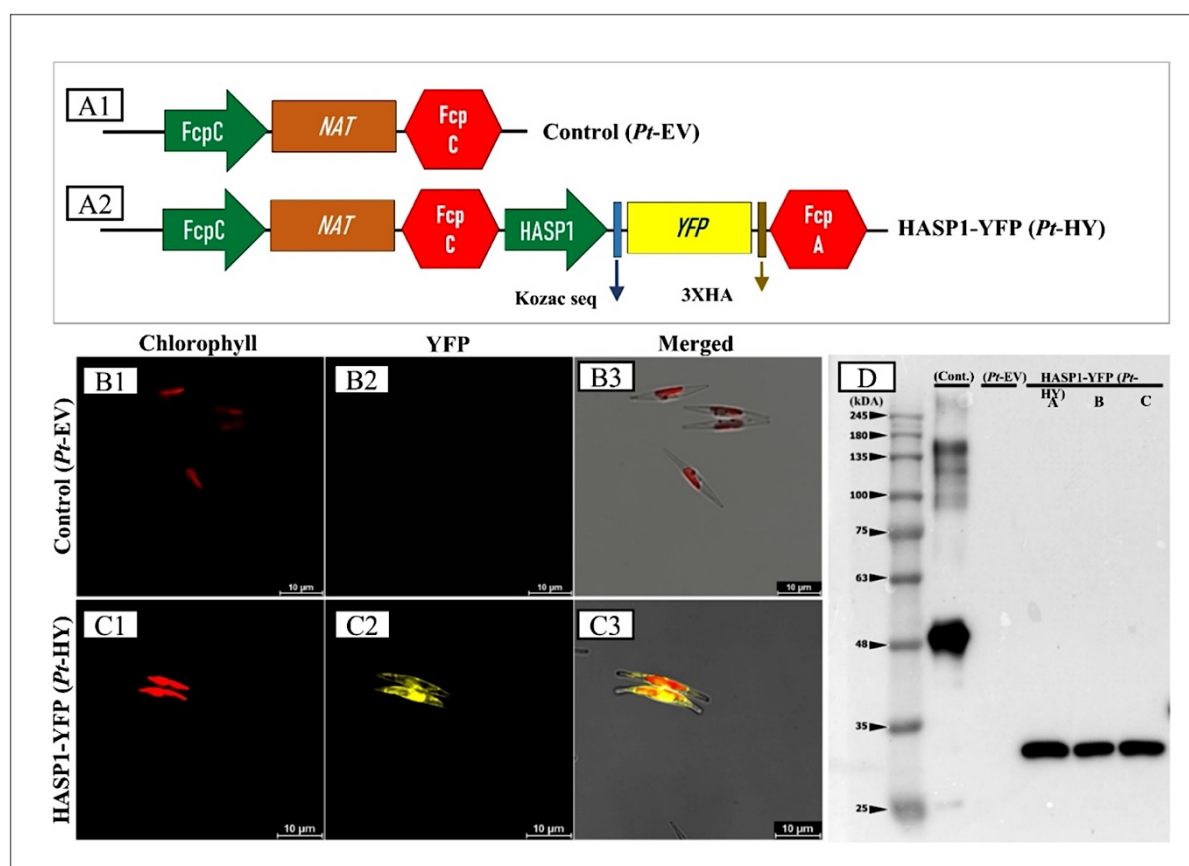 A1
FcpC
NAT
Fcp
C
Control (Pt-EV)
A2
FcpC
NAT
Fcp
C
HASP1
YFP
Fcp
A
HASP1-YFP (Pt-HY)
Kozac seq
3XHA
Chlorophyll
YFP
Merged
Control (Pt-EV)
B1
10 µm
B2
10 µm
B3
10 µm
HASP1-YFP (Pt-HY)
C1
10 µm
C2
10 µm
C3
10 µm
D
(kDA)
(Cont.)
(Pt-EV)
HASP1-YFP (Pt-
HY)
A B C
245
180
135
100
75
63
48
35
25